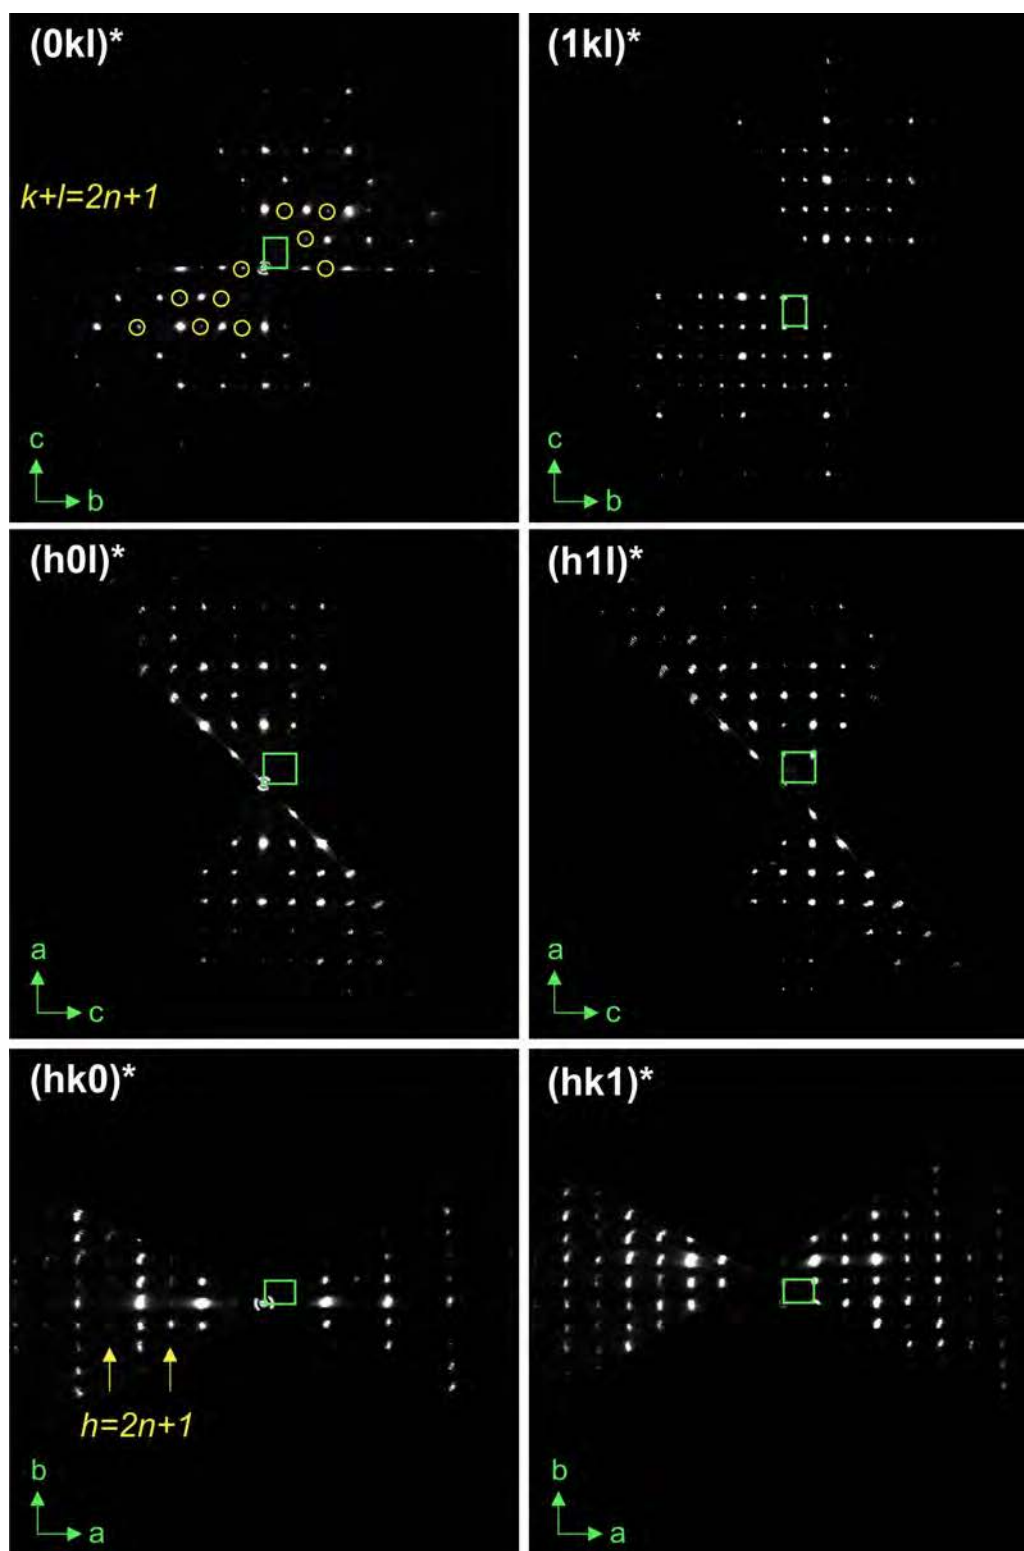 (0kl)*
(1kl)*
k+l=2n+1
c
b
c
b
(h0l)*
(h1l)*
a
c
a
c
(hk0)*
(hk1)*
h=2n+1
b
a
b
a